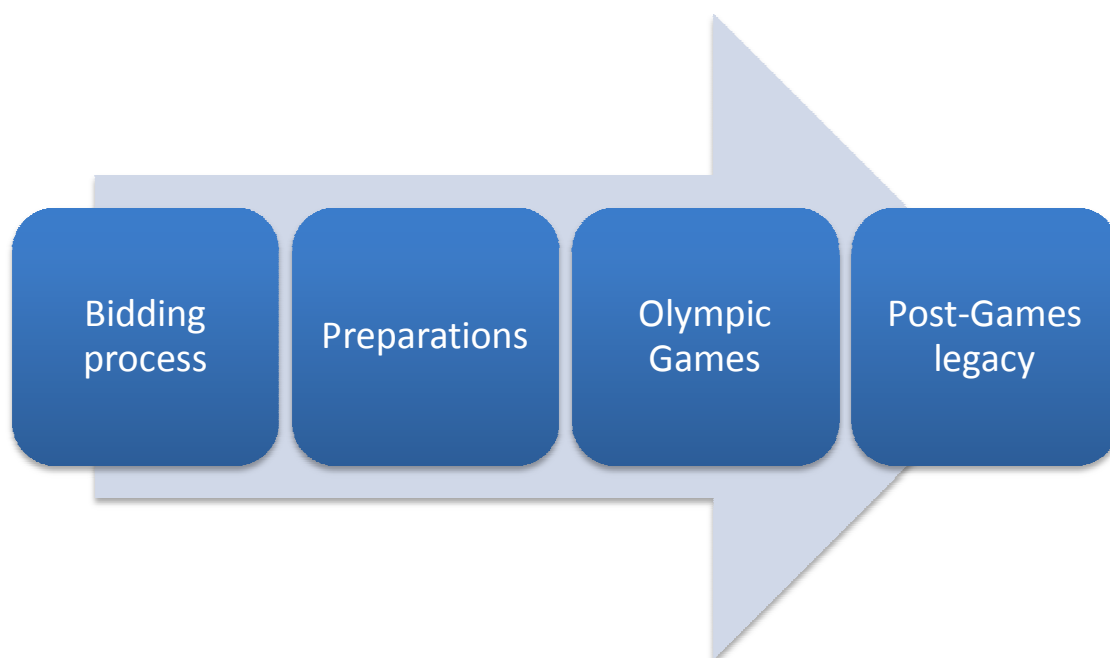 Bidding
process
Preparations
Olympic
Games
Post-Games
legacy